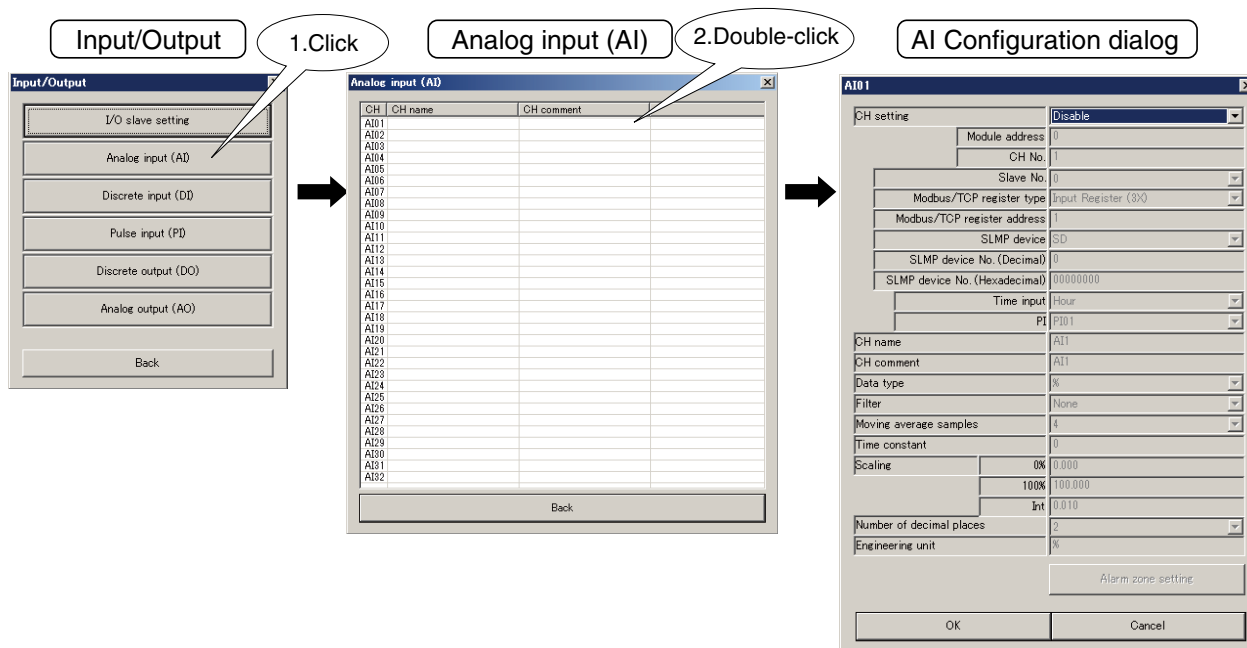 Input/Output
1.Click
Analog input (AI)
2.Double-click
AI Configuration dialog
Input/Output
I/O slave setting
Analog input (AI)
Discrete input (DI)
Pulse input (PI)
Discrete output (DO)
Analog output (AO)
Back
Analog input (AI)
CH CH name CH comment
AI01
AI02
AI03
AI04
AI05
AI06
AI07
AI08
AI09
AI10
AI11
AI12
AI13
AI14
AI15
AI16
AI17
AI18
AI19
AI20
AI21
AI22
AI23
AI24
AI25
AI26
AI27
AI28
AI29
AI30
AI31
AI32
Back
AI01
CH setting Disable
Module address 0
CH No. 1
Slave No. 0
Modbus/TCP register type Input Register (3X)
Modbus/TCP register address 1
SLMP device SD
SLMP device No. (Decimal) 0
SLMP device No. (Hexadecimal) 00000000
Time input Hour
PI PI01
CH name AI1
CH comment AI1
Data type %
Filter None
Moving average samples 4
Time constant 0
Scaling 0% 0.000
100% 100.000
Int 0.010
Number of decimal places 2
Engineering unit %
Alarm zone setting
OK Cancel